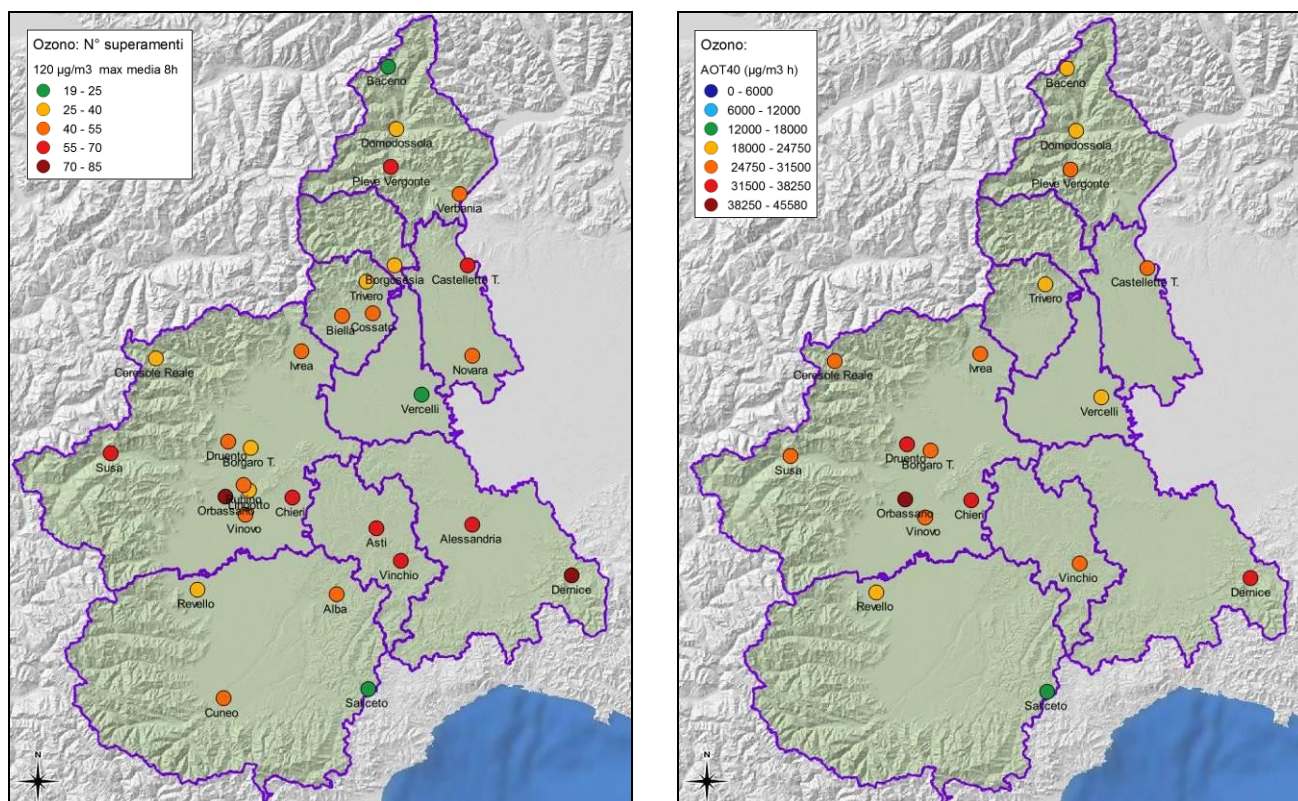 Ozono: N° superamenti
120 µg/m3 max media 8h
19 - 25
25 - 40
40 - 55
55 - 70
70 - 85
Baceno
Domodossola
Pieve Vergonte
Verbania
Borgosesia
Castelletto T.
Trivero
Biella
Cossato
Ivrea
Ceresole Reale
Novara
Vercelli
Druento
Borgaro T.
Susa
Rubino
Lingotto
Orbassano
Chieri
Vinovo
Asti
Alessandria
Vinchio
Dernice
Revello
Alba
Saliceto
Cuneo
N
Ozono:
AOT40 (µg/m3 h)
0 - 6000
6000 - 12000
12000 - 18000
18000 - 24750
24750 - 31500
31500 - 38250
38250 - 45580
Baceno
Domodossola
Pieve Vergonte
Castelletto T.
Trivero
Ivrea
Ceresole Reale
Vercelli
Druento
Borgaro T.
Susa
Orbassano
Chieri
Vinovo
Vinchio
Dernice
Revello
Saliceto
N